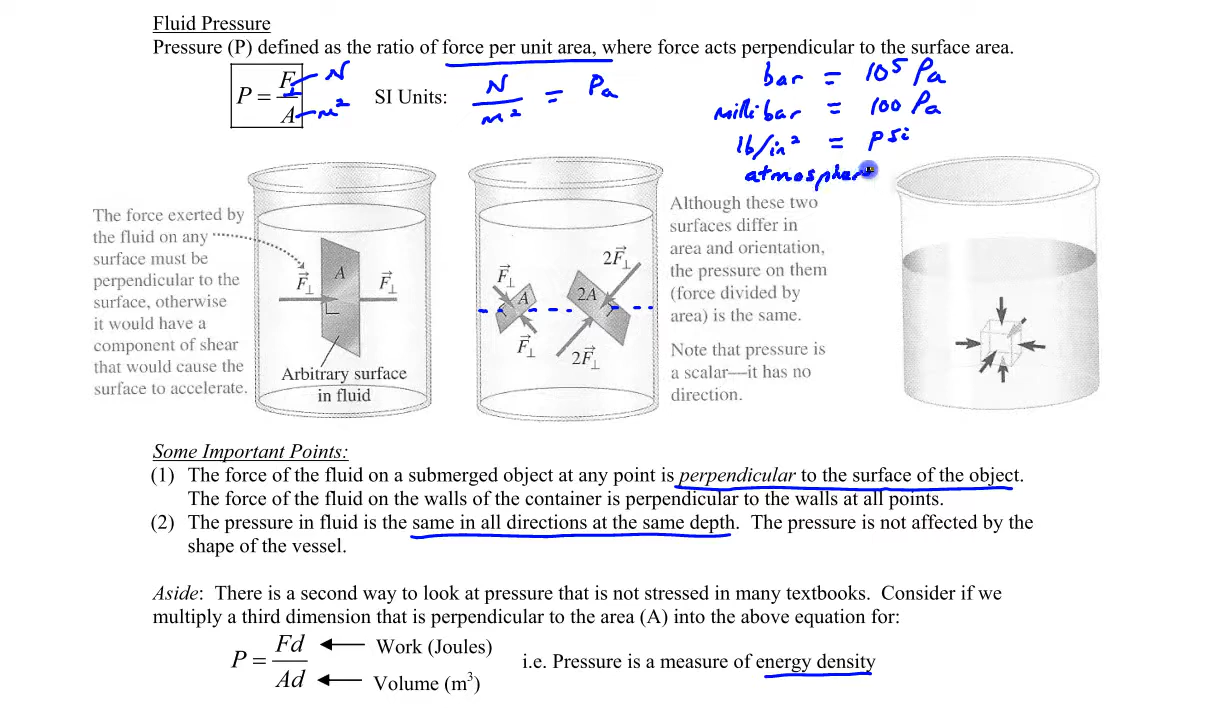 Fluid Pressure
Pressure (P) defined as the ratio of force per unit area, where force acts perpendicular to the surface area.
P = F⊥ / A
N
m²
SI Units:
N / m² = Pa
bar = 10⁵ Pa
millibar = 100 Pa
lb/in² = psi
atmospher
The force exerted by
the fluid on any
surface must be
perpendicular to the
surface, otherwise
it would have a
component of shear
that would cause the
surface to accelerate.
F⊥
A
F⊥
Arbitrary surface
in fluid
F⊥
A
F⊥
2F⊥
2A
2F⊥
Although these two
surfaces differ in
area and orientation,
the pressure on them
(force divided by
area) is the same.
Note that pressure is
a scalar—it has no
direction.
Some Important Points:
(1) The force of the fluid on a submerged object at any point is perpendicular to the surface of the object.
The force of the fluid on the walls of the container is perpendicular to the walls at all points.
(2) The pressure in fluid is the same in all directions at the same depth. The pressure is not affected by the
shape of the vessel.
Aside: There is a second way to look at pressure that is not stressed in many textbooks. Consider if we
multiply a third dimension that is perpendicular to the area (A) into the above equation for:
P = Fd / Ad
Work (Joules)
Volume (m³)
i.e. Pressure is a measure of energy density